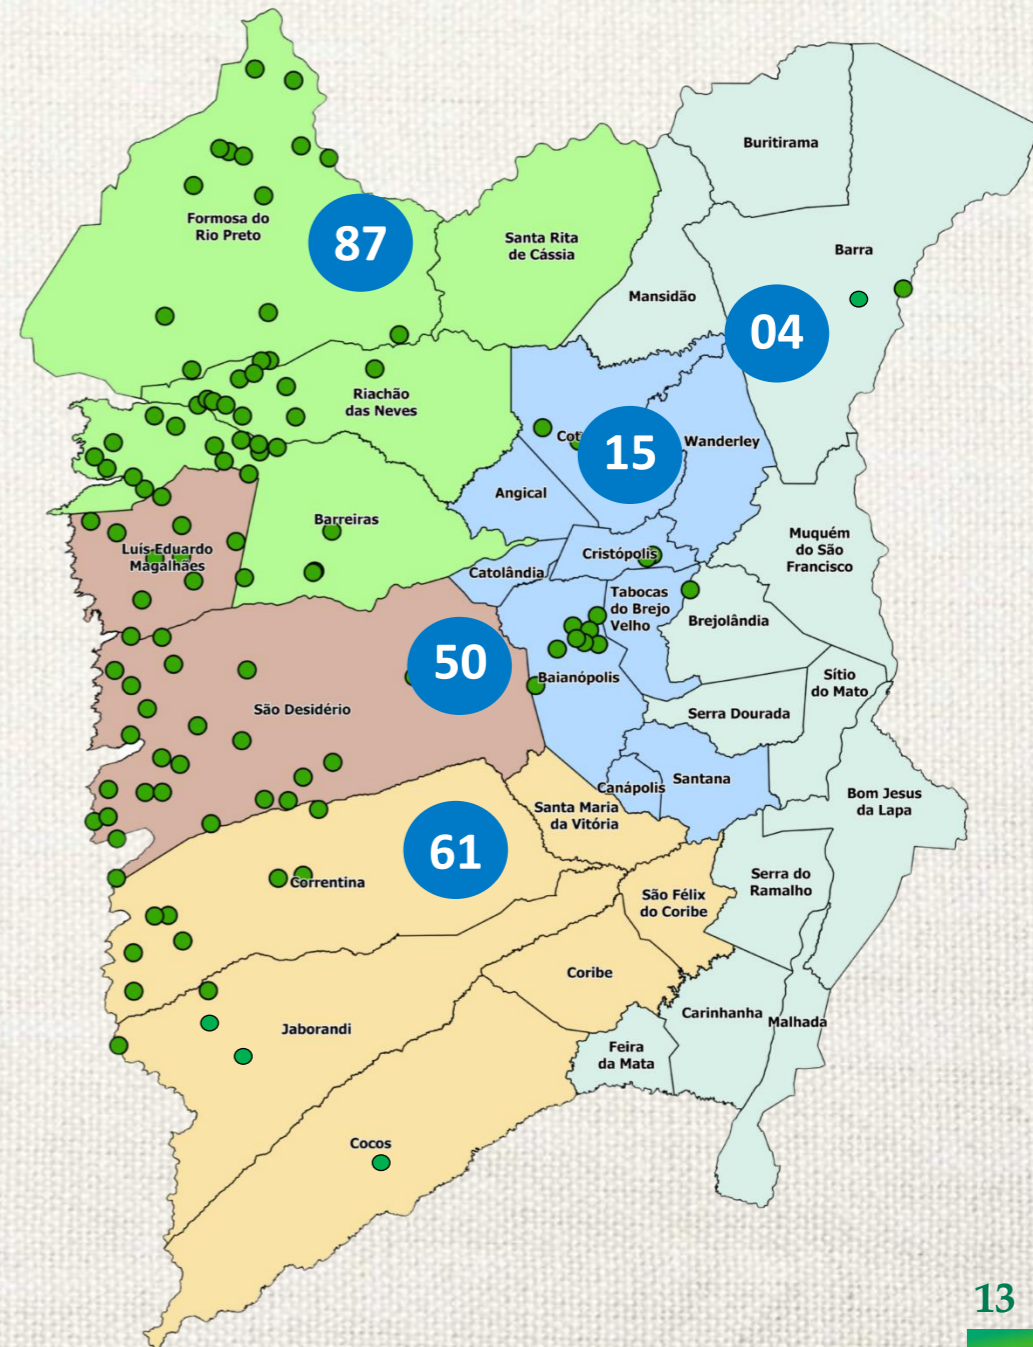 Buritirama
Formosa do
Rio Preto
87
Santa Rita
de Cássia
Barra
Mansidão
04
Riachão
das Neves
15
Wanderley
Angical
Barreiras
Muquém
do São
Francisco
Luís Eduardo
Magalhães
Cristópolis
Catolândia
Tabocas
do Brejo
Velho
Brejolândia
50
Baianópolis
Sítio
do Mato
São Desidério
Serra Dourada
Canápolis
Santana
Bom Jesus
da Lapa
Santa Maria
da Vitória
61
Correntina
Serra do
Ramalho
São Félix
do Coribe
Coribe
Carinhanha
Malhada
Jaborandi
Feira
da Mata
Cocos
13